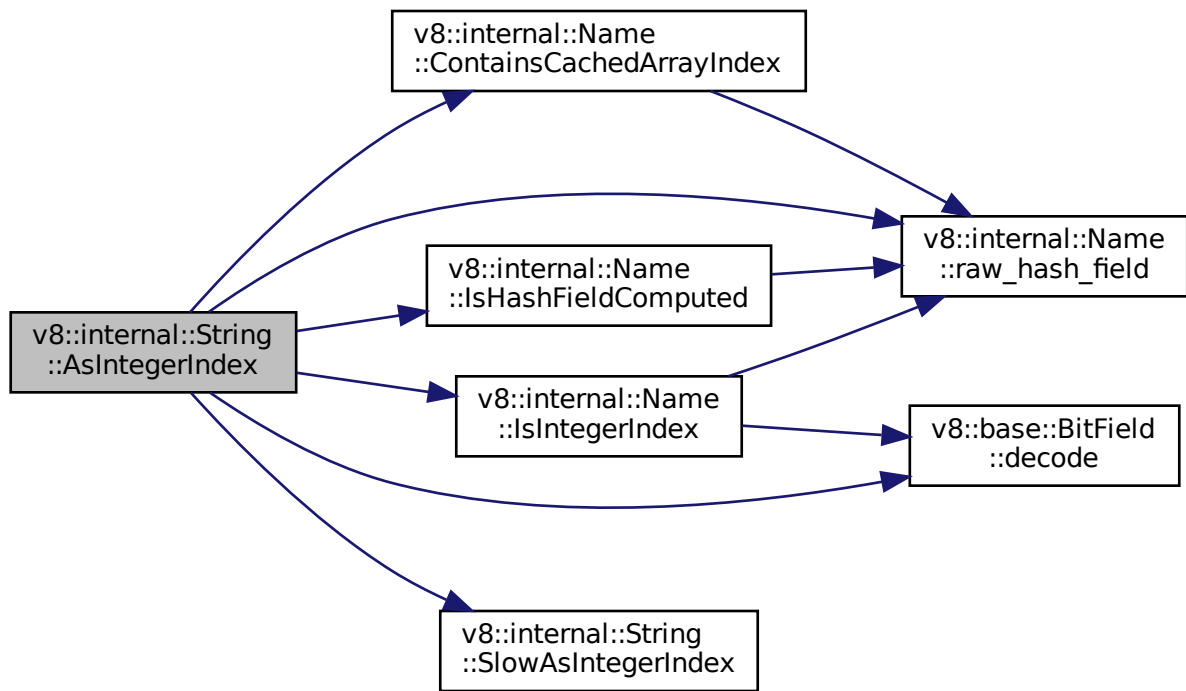 v8::internal::Name
::ContainsCachedArrayIndex
v8::internal::Name
::raw_hash_field
v8::internal::Name
::IsHashFieldComputed
v8::internal::String
::AsIntegerIndex
v8::internal::Name
::IsIntegerIndex
v8::base::BitField
::decode
v8::internal::String
::SlowAsIntegerIndex